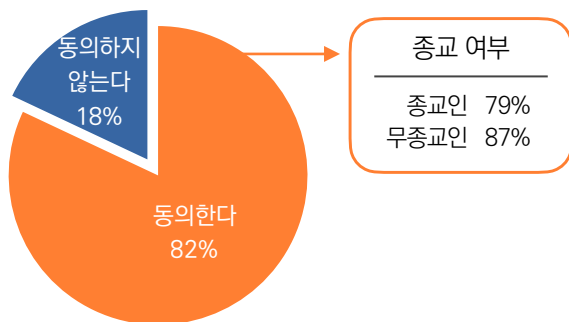 동의하지
않는다
18%
동의한다
82%
종교 여부
종교인 79%
무종교인 87%